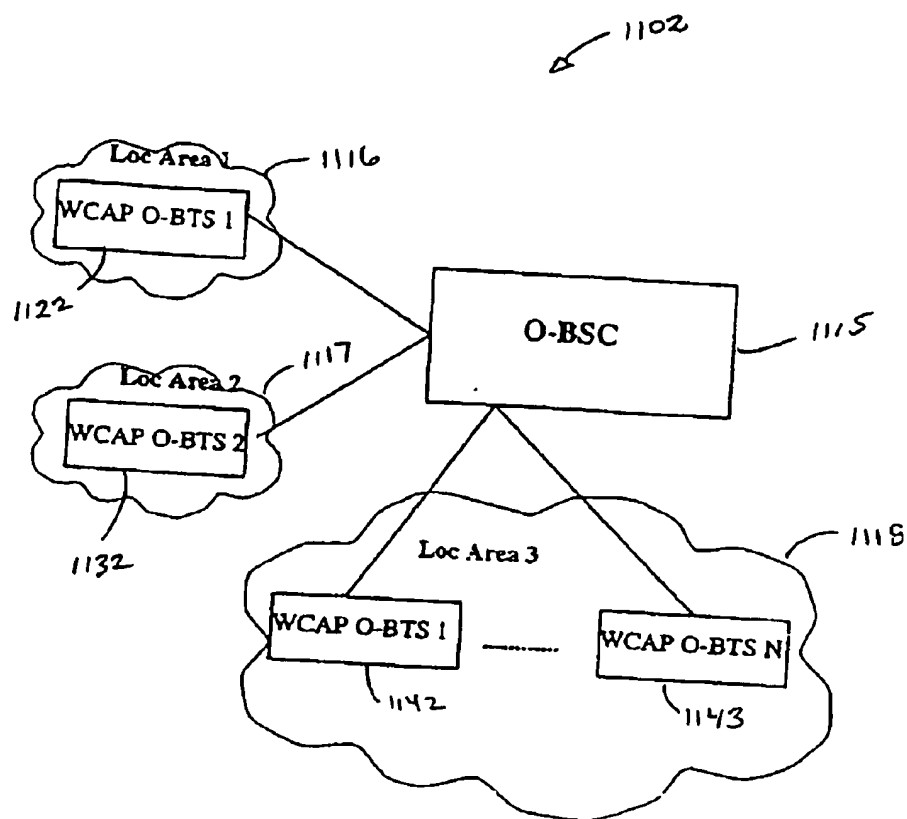 1102
Loc Area 1
1116
WCAP O-BTS 1
1122
O-BSC
1115
Loc Area 2
1117
WCAP O-BTS 2
1132
Loc Area 3
1118
WCAP O-BTS 1
..........
WCAP O-BTS N
1142
1143